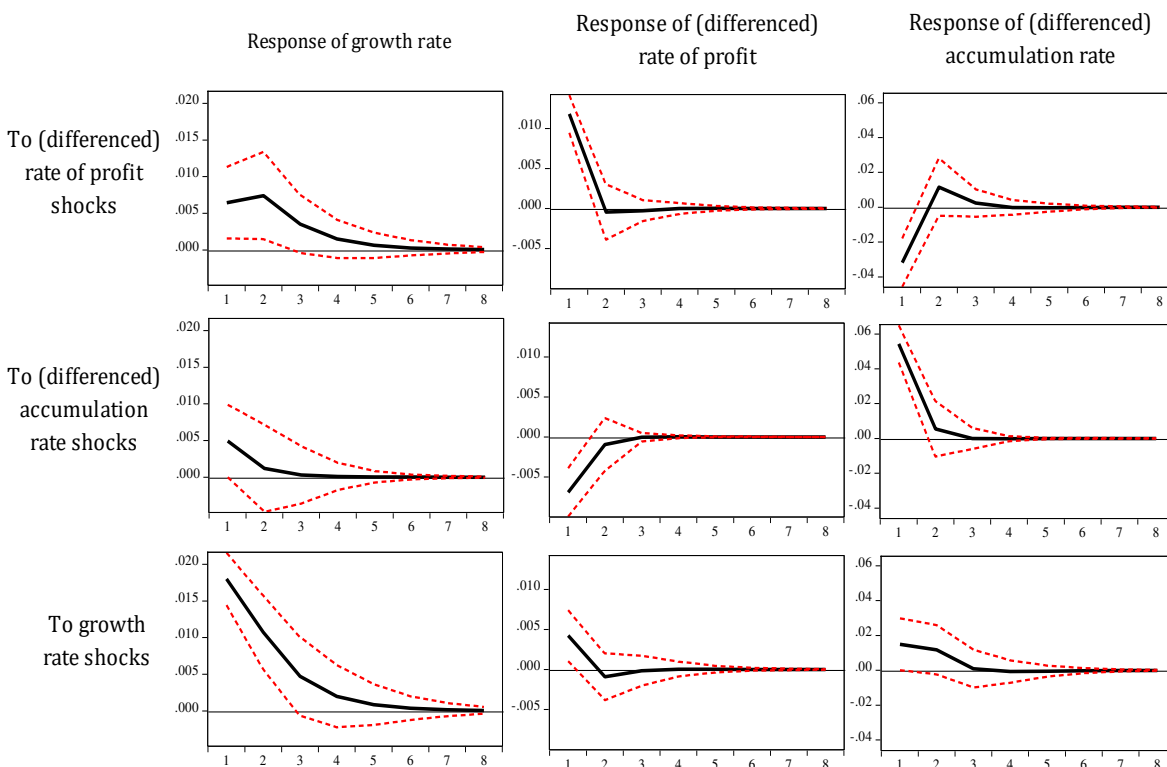 Response of growth rate
Response of (differenced)
rate of profit
Response of (differenced)
accumulation rate
To (differenced)
rate of profit
shocks
.020
.015
.010
.005
.000
1 2 3 4 5 6 7 8
.010
.005
.000
-.005
1 2 3 4 5 6 7 8
.06
.04
.02
.00
-.02
-.04
1 2 3 4 5 6 7 8
To (differenced)
accumulation
rate shocks
.020
.015
.010
.005
.000
1 2 3 4 5 6 7 8
.010
.005
.000
-.005
1 2 3 4 5 6 7 8
.06
.04
.02
.00
-.02
-.04
1 2 3 4 5 6 7 8
To growth
rate shocks
.020
.015
.010
.005
.000
1 2 3 4 5 6 7 8
.010
.005
.000
-.005
1 2 3 4 5 6 7 8
.06
.04
.02
.00
-.02
-.04
1 2 3 4 5 6 7 8